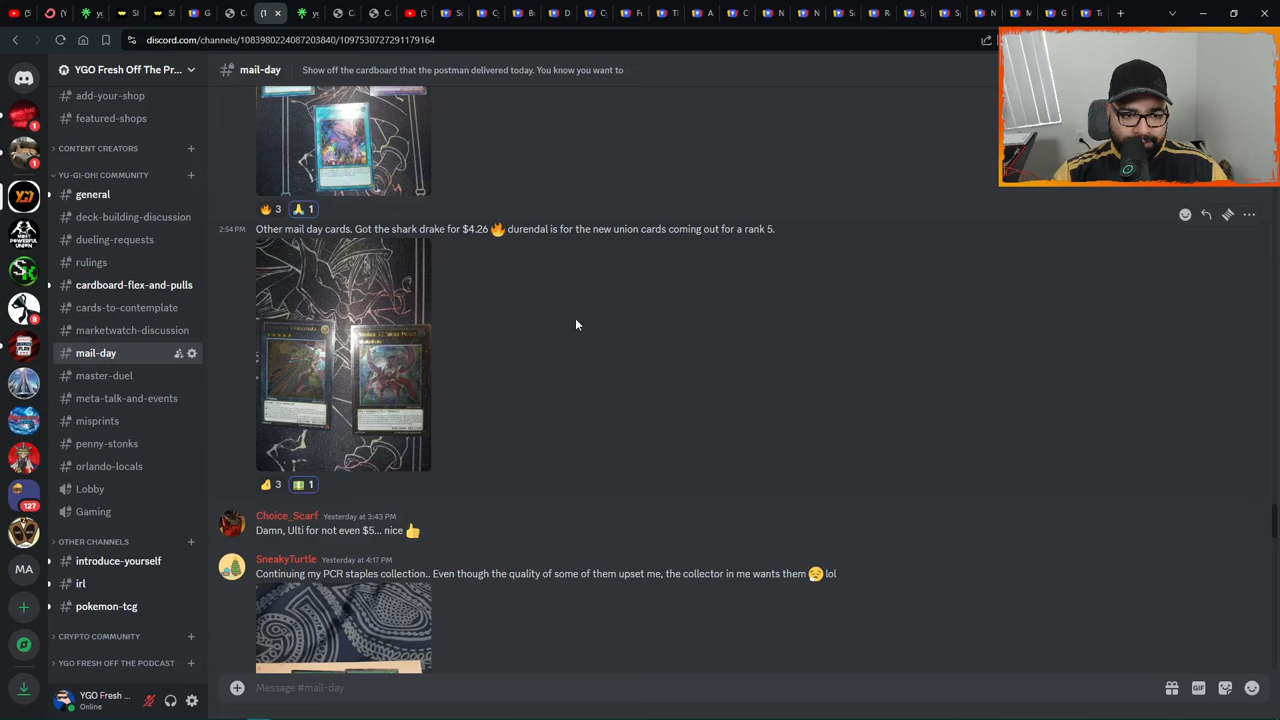 discord.com/channels/1083980224087203840/1097530727291179164
YGO Fresh Off The Pr...
mail-day
Show off the cardboard that the postman delivered today. You know you want to
add-your-shop
featured-shops
CONTENT CREATORS
YU-GI-OH! COMMUNITY
general
deck-building-discussion
dueling-requests
rulings
cardboard-flex-and-pulls
cards-to-contemplate
marketwatch-discussion
mail-day
master-duel
meta-talk-and-events
misprints
penny-stonks
orlando-locals
Lobby
Gaming
OTHER CHANNELS
introduce-yourself
irl
pokemon-tcg
CRYPTO COMMUNITY
YGO FRESH OFF THE PODCAST
YGO Fresh ...
Online
1
1
8
127
MA
3
1
2:54 PM
Other mail day cards. Got the shark drake for $4.26 🔥 durendal is for the new union cards coming out for a rank 5.
3
1
Choice_Scarf Yesterday at 3:43 PM
Damn, Ulti for not even $5... nice 👍
SneakyTurtle Yesterday at 4:17 PM
Continuing my PCR staples collection.. Even though the quality of some of them upset me, the collector in me wants them 😔 lol
Message #mail-day
GIF